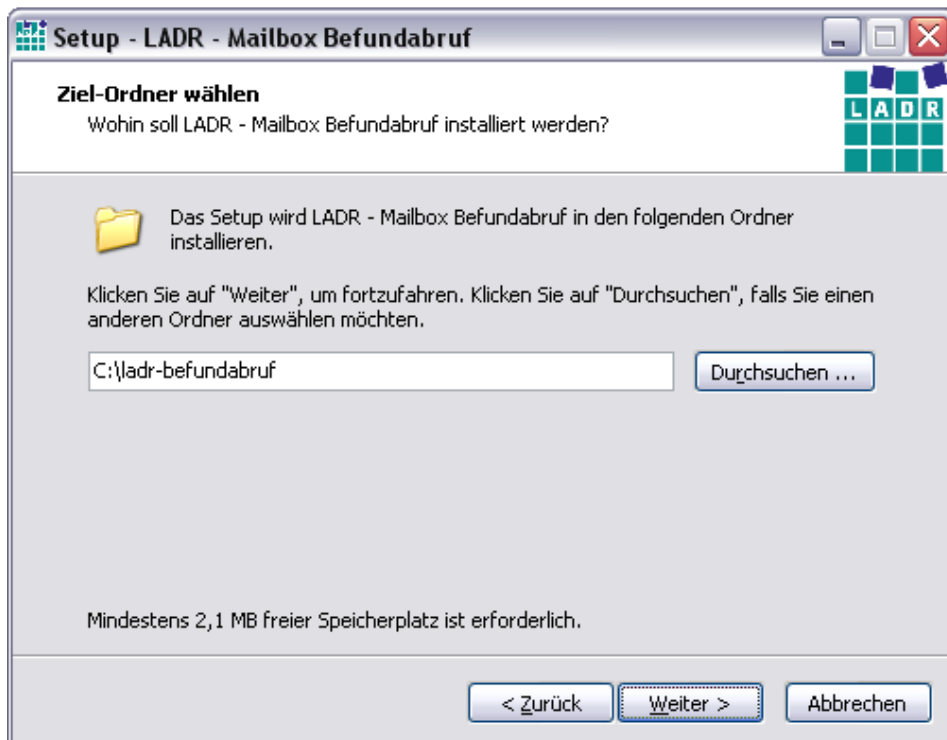 Setup - LADR - Mailbox Befundabruf
Ziel-Ordner wählen
Wohin soll LADR - Mailbox Befundabruf installiert werden?
LADR
Das Setup wird LADR - Mailbox Befundabruf in den folgenden Ordner
installieren.
Klicken Sie auf "Weiter", um fortzufahren. Klicken Sie auf "Durchsuchen", falls Sie einen
anderen Ordner auswählen möchten.
C:\ladr-befundabruf
Durchsuchen ...
Mindestens 2,1 MB freier Speicherplatz ist erforderlich.
< Zurück
Weiter >
Abbrechen